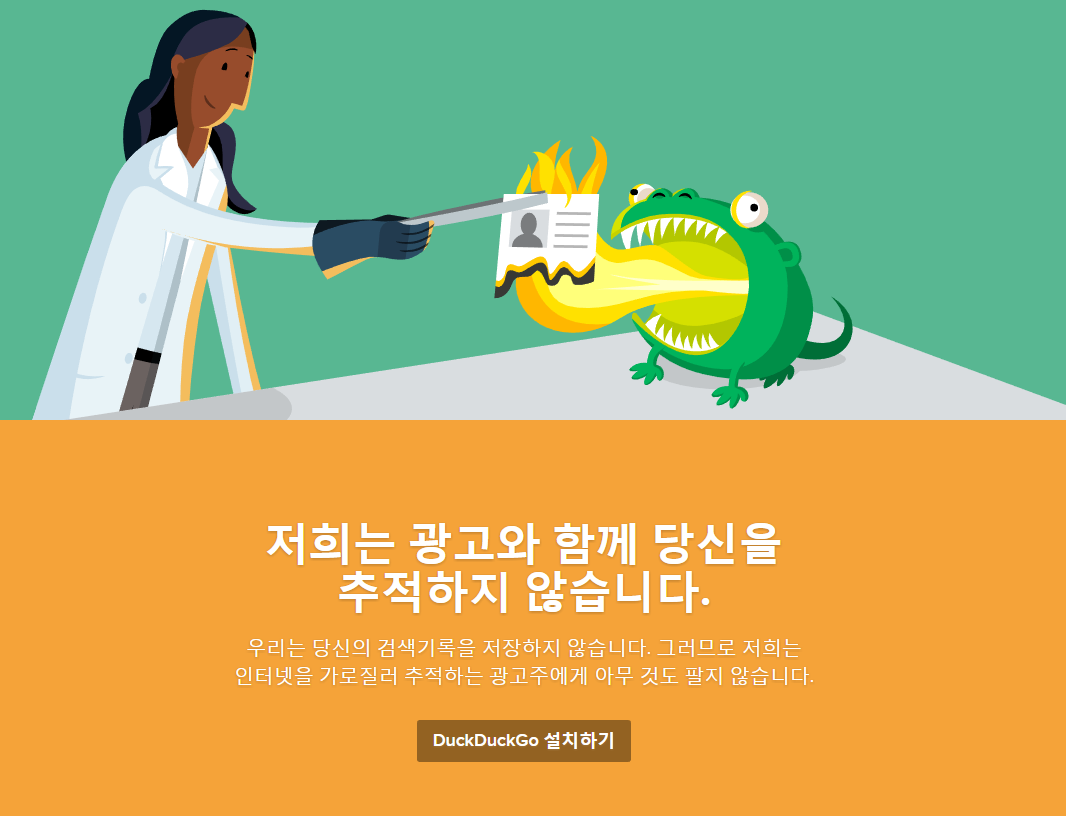 저희는 광고와 함께 당신을
추적하지 않습니다.
우리는 당신의 검색기록을 저장하지 않습니다. 그러므로 저희는
인터넷을 가로질러 추적하는 광고주에게 아무 것도 팔지 않습니다.
DuckDuckGo 설치하기